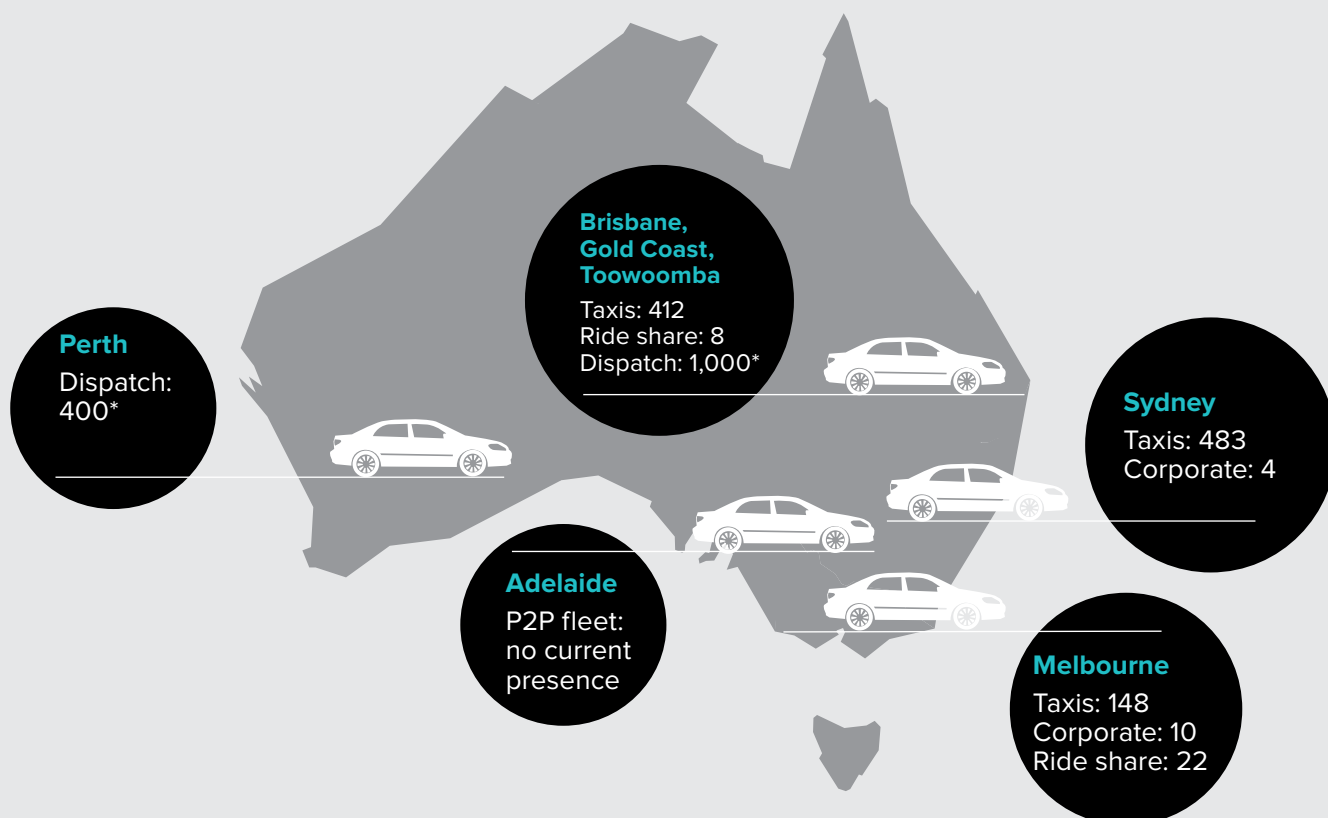 Brisbane,
Gold Coast,
Toowoomba
Taxis: 412
Ride share: 8
Dispatch: 1,000*
Perth
Dispatch:
400*
Sydney
Taxis: 483
Corporate: 4
Adelaide
P2P fleet:
no current
presence
Melbourne
Taxis: 148
Corporate: 10
Ride share: 22